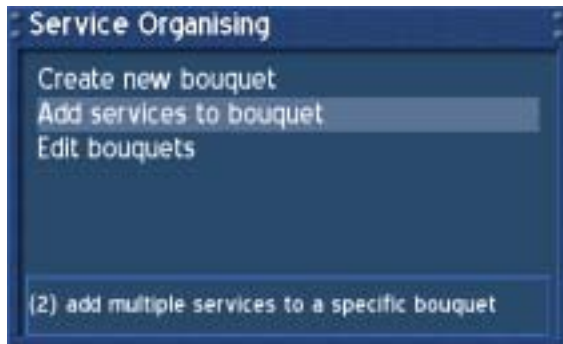 Service Organising
Create new bouquet
Add services to bouquet
Edit bouquets
(2) add multiple services to a specific bouquet